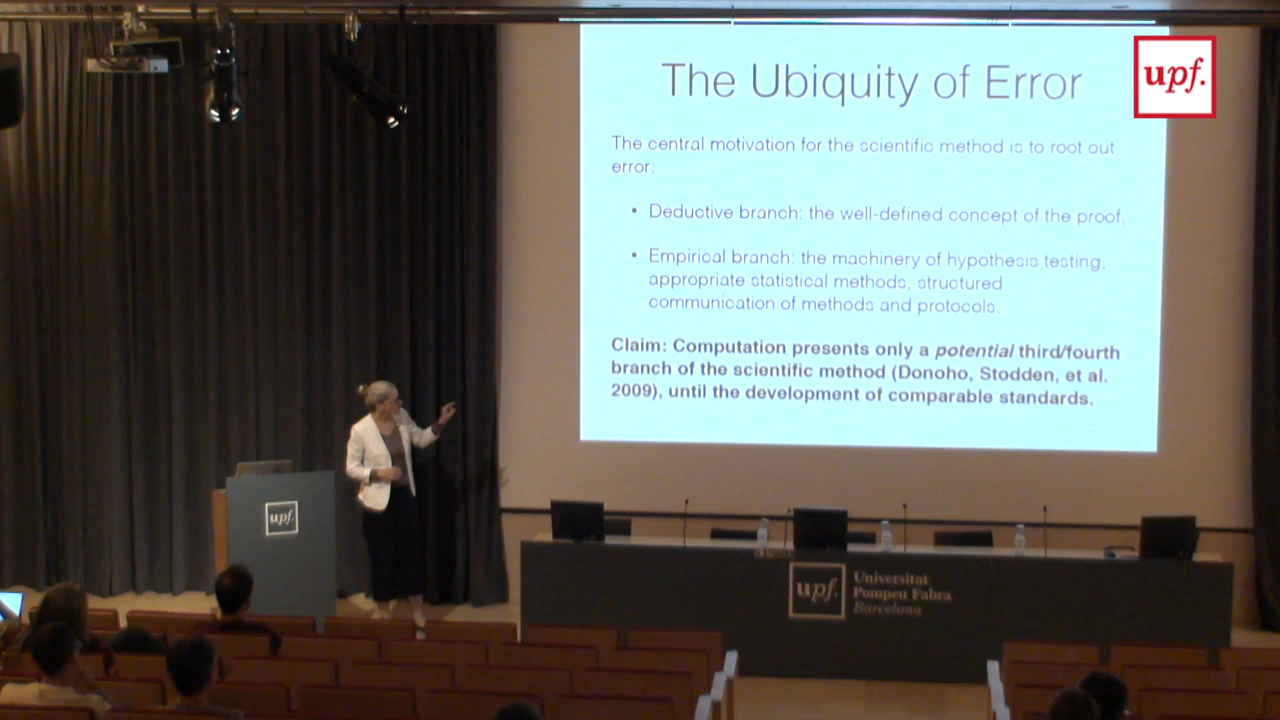 The Ubiquity of Error
upf.
The central motivation for the scientific method is to root out
error:
• Deductive branch: the well-defined concept of the proof,
• Empirical branch: the machinery of hypothesis testing,
appropriate statistical methods, structured
communication of methods and protocols.
Claim: Computation presents only a potential third/fourth
branch of the scientific method (Donoho, Stodden, et al.
2009), until the development of comparable standards.
upf.
upf.
Universitat
Pompeu Fabra
Barcelona